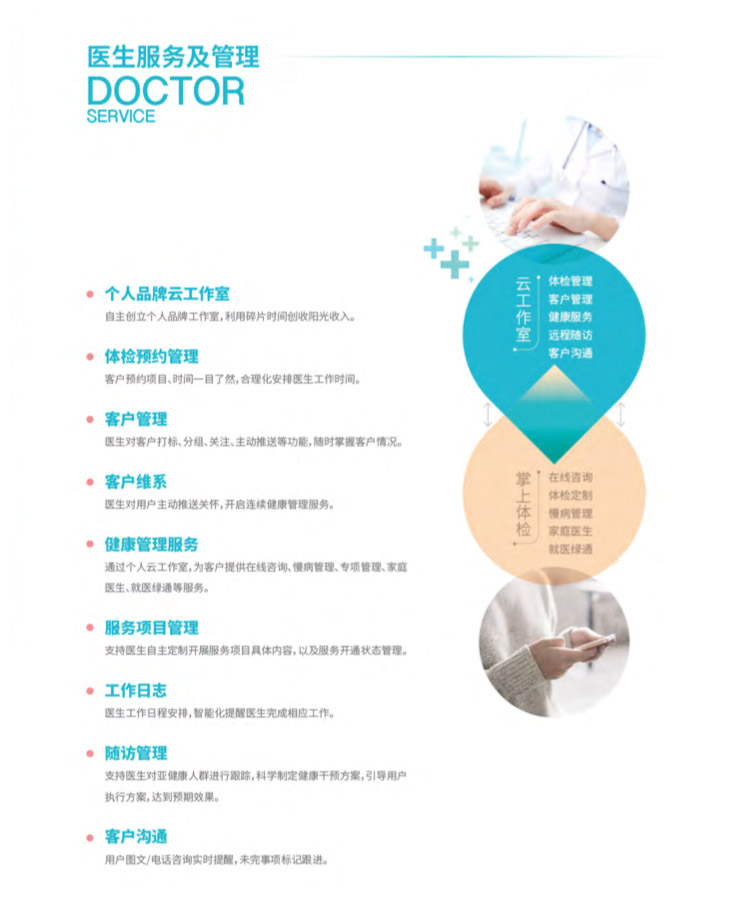 医生服务及管理
DOCTOR
SERVICE
个人品牌云工作室
自主创立个人品牌工作室,利用碎片时间创收阳光收入。
体检预约管理
客户预约项目、时间一目了然,合理化安排医生工作时间。
客户管理
医生对客户打标、分组、关注、主动推送等功能,随时掌握客户情况。
客户维系
医生对用户主动推送关怀,开启连续健康管理服务。
健康管理服务
通过个人云工作室,为客户提供在线咨询、慢病管理、专项管理、家庭
医生、就医绿通等服务。
服务项目管理
支持医生自主定制开展服务项目具体内容,以及服务开通状态管理。
工作日志
医生工作日程安排,智能化提醒医生完成相应工作。
随访管理
支持医生对亚健康人群进行跟踪,科学制定健康干预方案,引导用户
执行方案,达到预期效果。
客户沟通
用户图文/电话咨询实时提醒,未完事项标记跟进。
云工作室
体检管理
客户管理
健康服务
远程随访
客户沟通
掌上体检
在线咨询
体检定制
慢病管理
家庭医生
就医绿通